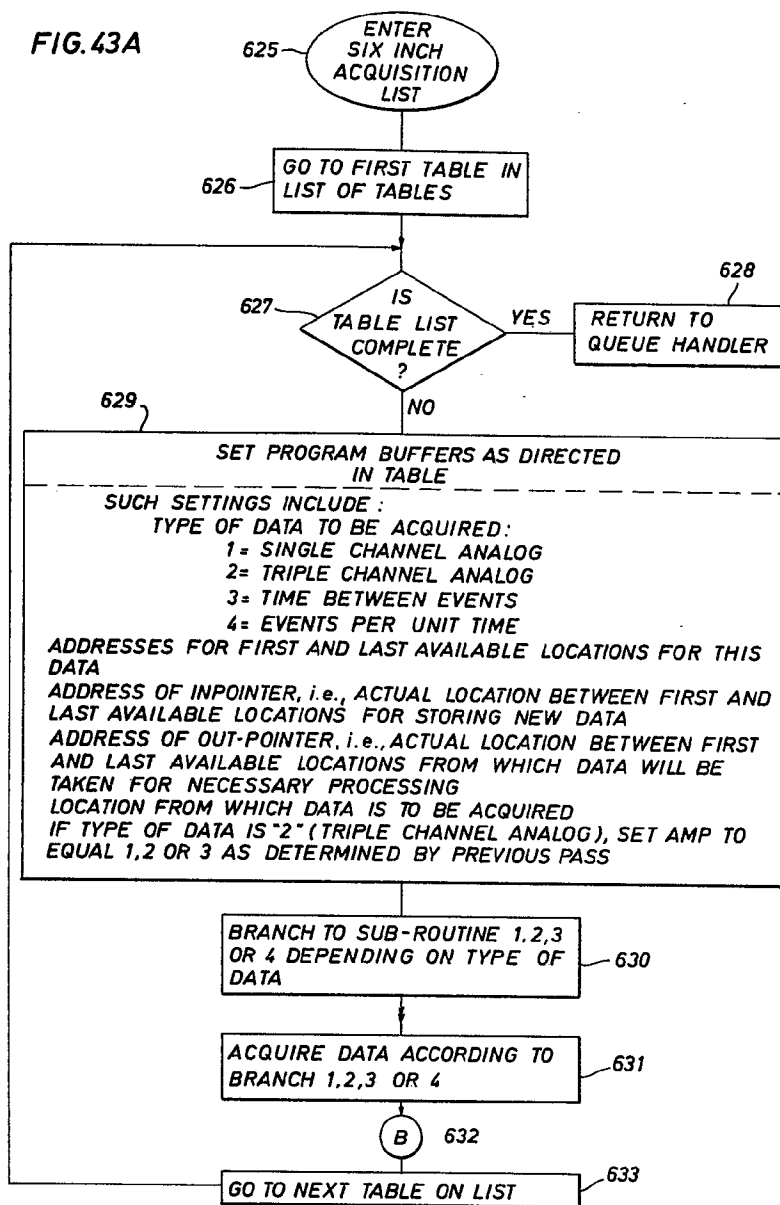 FIG. 43A
625
ENTER
SIX INCH
ACQUISITION
LIST
626
GO TO FIRST TABLE IN
LIST OF TABLES
627
IS
TABLE LIST
COMPLETE
?
YES
628
RETURN TO
QUEUE HANDLER
NO
629
SET PROGRAM BUFFERS AS DIRECTED
IN TABLE
SUCH SETTINGS INCLUDE :
TYPE OF DATA TO BE ACQUIRED:
1= SINGLE CHANNEL ANALOG
2= TRIPLE CHANNEL ANALOG
3= TIME BETWEEN EVENTS
4= EVENTS PER UNIT TIME
ADDRESSES FOR FIRST AND LAST AVAILABLE LOCATIONS FOR THIS
DATA
ADDRESS OF INPOINTER, i.e., ACTUAL LOCATION BETWEEN FIRST AND
LAST AVAILABLE LOCATIONS FOR STORING NEW DATA
ADDRESS OF OUT-POINTER, i.e., ACTUAL LOCATION BETWEEN FIRST
AND LAST AVAILABLE LOCATIONS FROM WHICH DATA WILL BE
TAKEN FOR NECESSARY PROCESSING
LOCATION FROM WHICH DATA IS TO BE ACQUIRED
IF TYPE OF DATA IS "2" (TRIPLE CHANNEL ANALOG), SET AMP TO
EQUAL 1,2 OR 3 AS DETERMINED BY PREVIOUS PASS
BRANCH TO SUB-ROUTINE 1,2,3
OR 4 DEPENDING ON TYPE OF
DATA
630
ACQUIRE DATA ACCORDING TO
BRANCH 1,2,3 OR 4
631
B
632
633
GO TO NEXT TABLE ON LIST